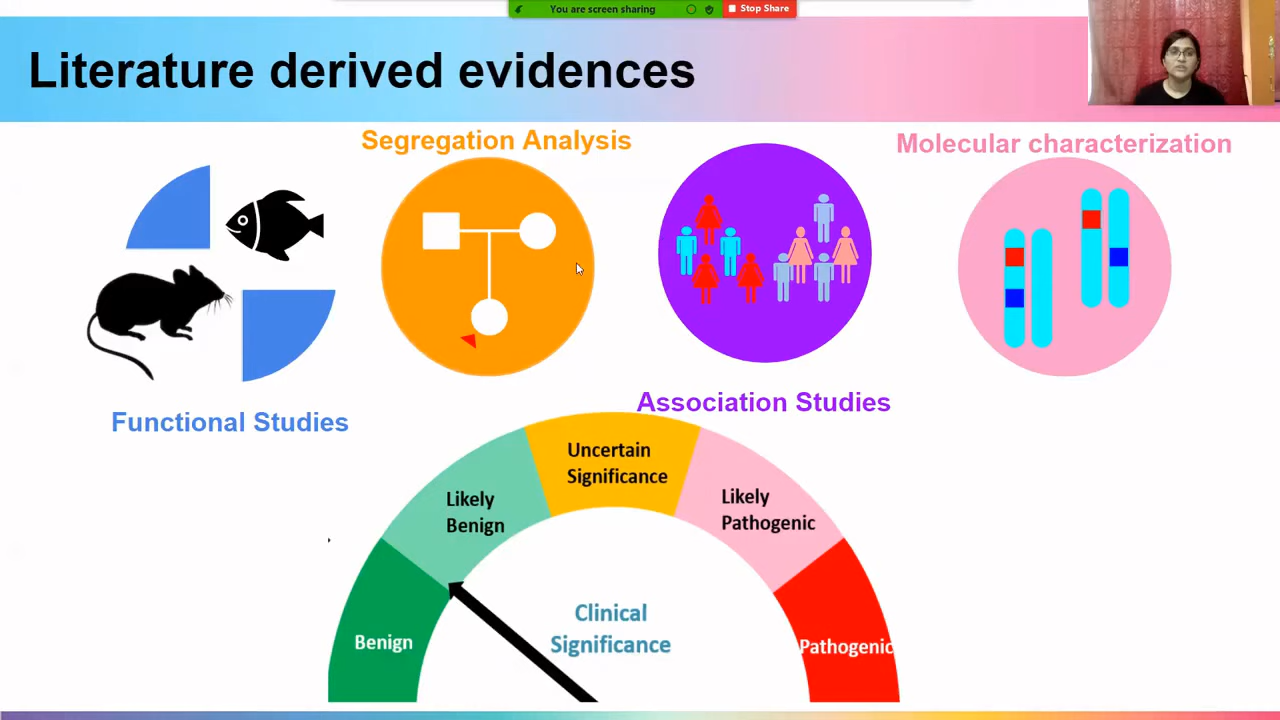 You are screen sharing
Stop Share
Literature derived evidences
Segregation Analysis
Molecular characterization
Association Studies
Functional Studies
Uncertain
Significance
Likely
Benign
Likely
Pathogenic
Clinical
Significance
Benign
Pathogenic